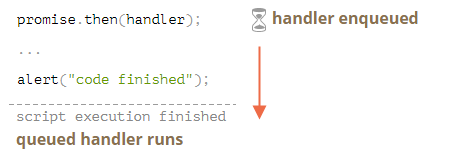 promise.then(handler);
handler enqueued
...
alert("code finished");
script execution finished
queued handler runs